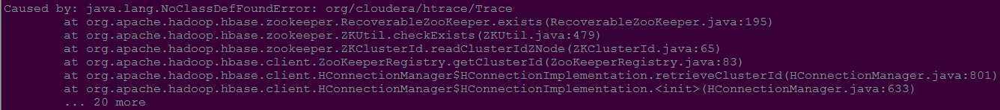 Caused by: java.lang.NoClassDefFoundError: org/cloudera/htrace/Trace
at org.apache.hadoop.hbase.zookeeper.RecoverableZooKeeper.exists(RecoverableZooKeeper.java:195)
at org.apache.hadoop.hbase.zookeeper.ZKUtil.checkExists(ZKUtil.java:479)
at org.apache.hadoop.hbase.zookeeper.ZKClusterId.readClusterIdZNode(ZKClusterId.java:65)
at org.apache.hadoop.hbase.client.ZooKeeperRegistry.getClusterId(ZooKeeperRegistry.java:83)
at org.apache.hadoop.hbase.client.HConnectionManager$HConnectionImplementation.retrieveClusterId(HConnectionManager.java:801)
at org.apache.hadoop.hbase.client.HConnectionManager$HConnectionImplementation.<init>(HConnectionManager.java:633)
... 20 more